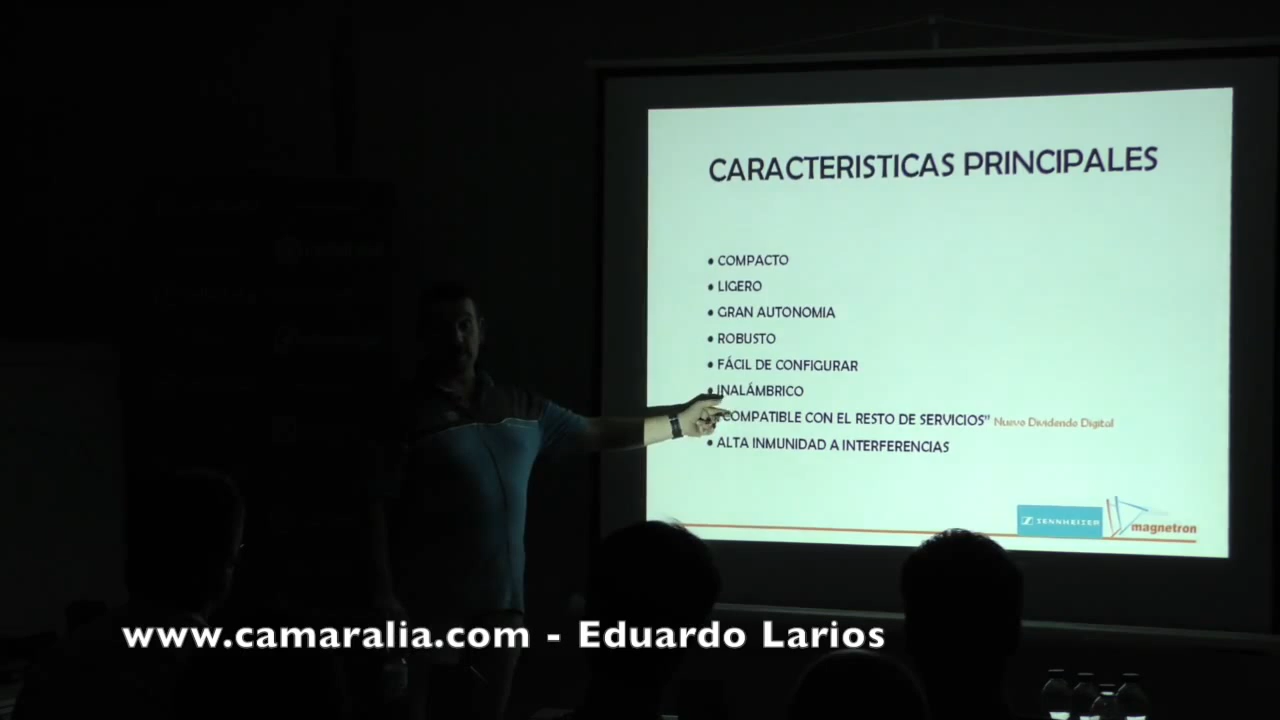 CARACTERISTICAS PRINCIPALES
• COMPACTO
• LIGERO
• GRAN AUTONOMIA
• ROBUSTO
• FÁCIL DE CONFIGURAR
• INALÁMBRICO
COMPATIBLE CON EL RESTO DE SERVICIOS" Nuevo Dividendo Digital
• ALTA INMUNIDAD A INTERFERENCIAS
SENNHEISER magnetron
www.camaralia.com - Eduardo Larios